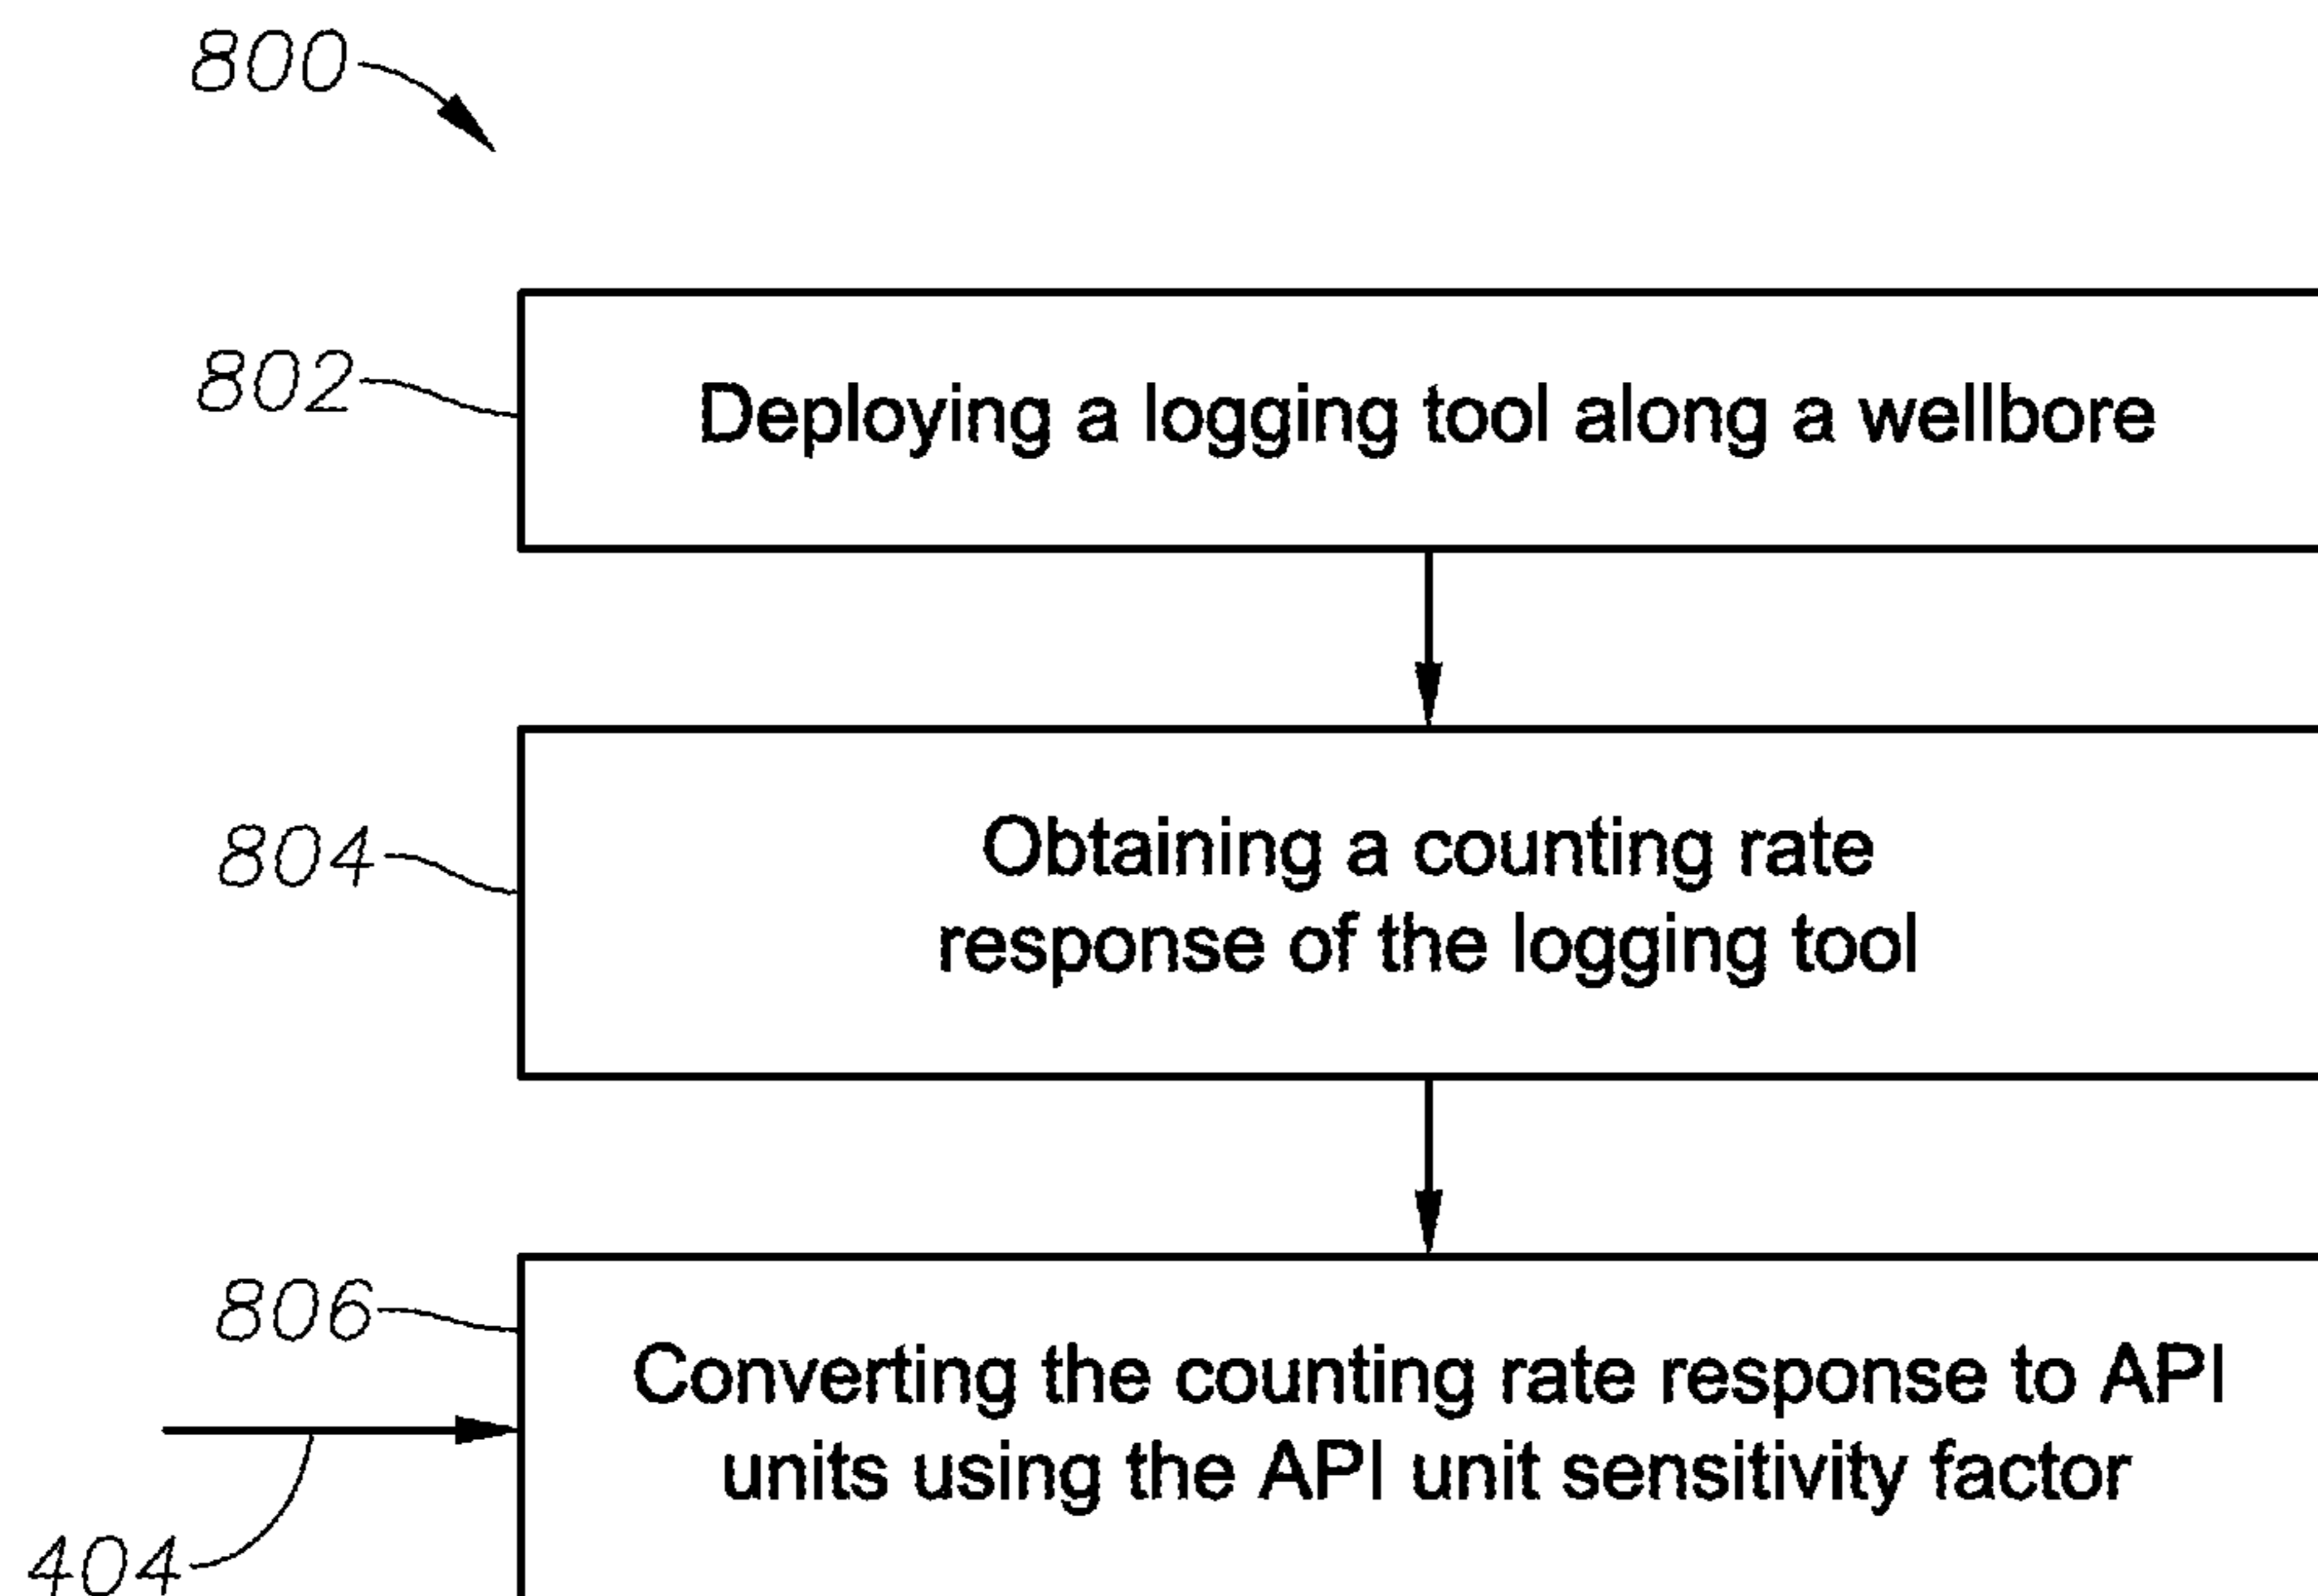 800
802
Deploying a logging tool along a wellbore
804
Obtaining a counting rate
response of the logging tool
806
Converting the counting rate response to API
units using the API unit sensitivity factor
404